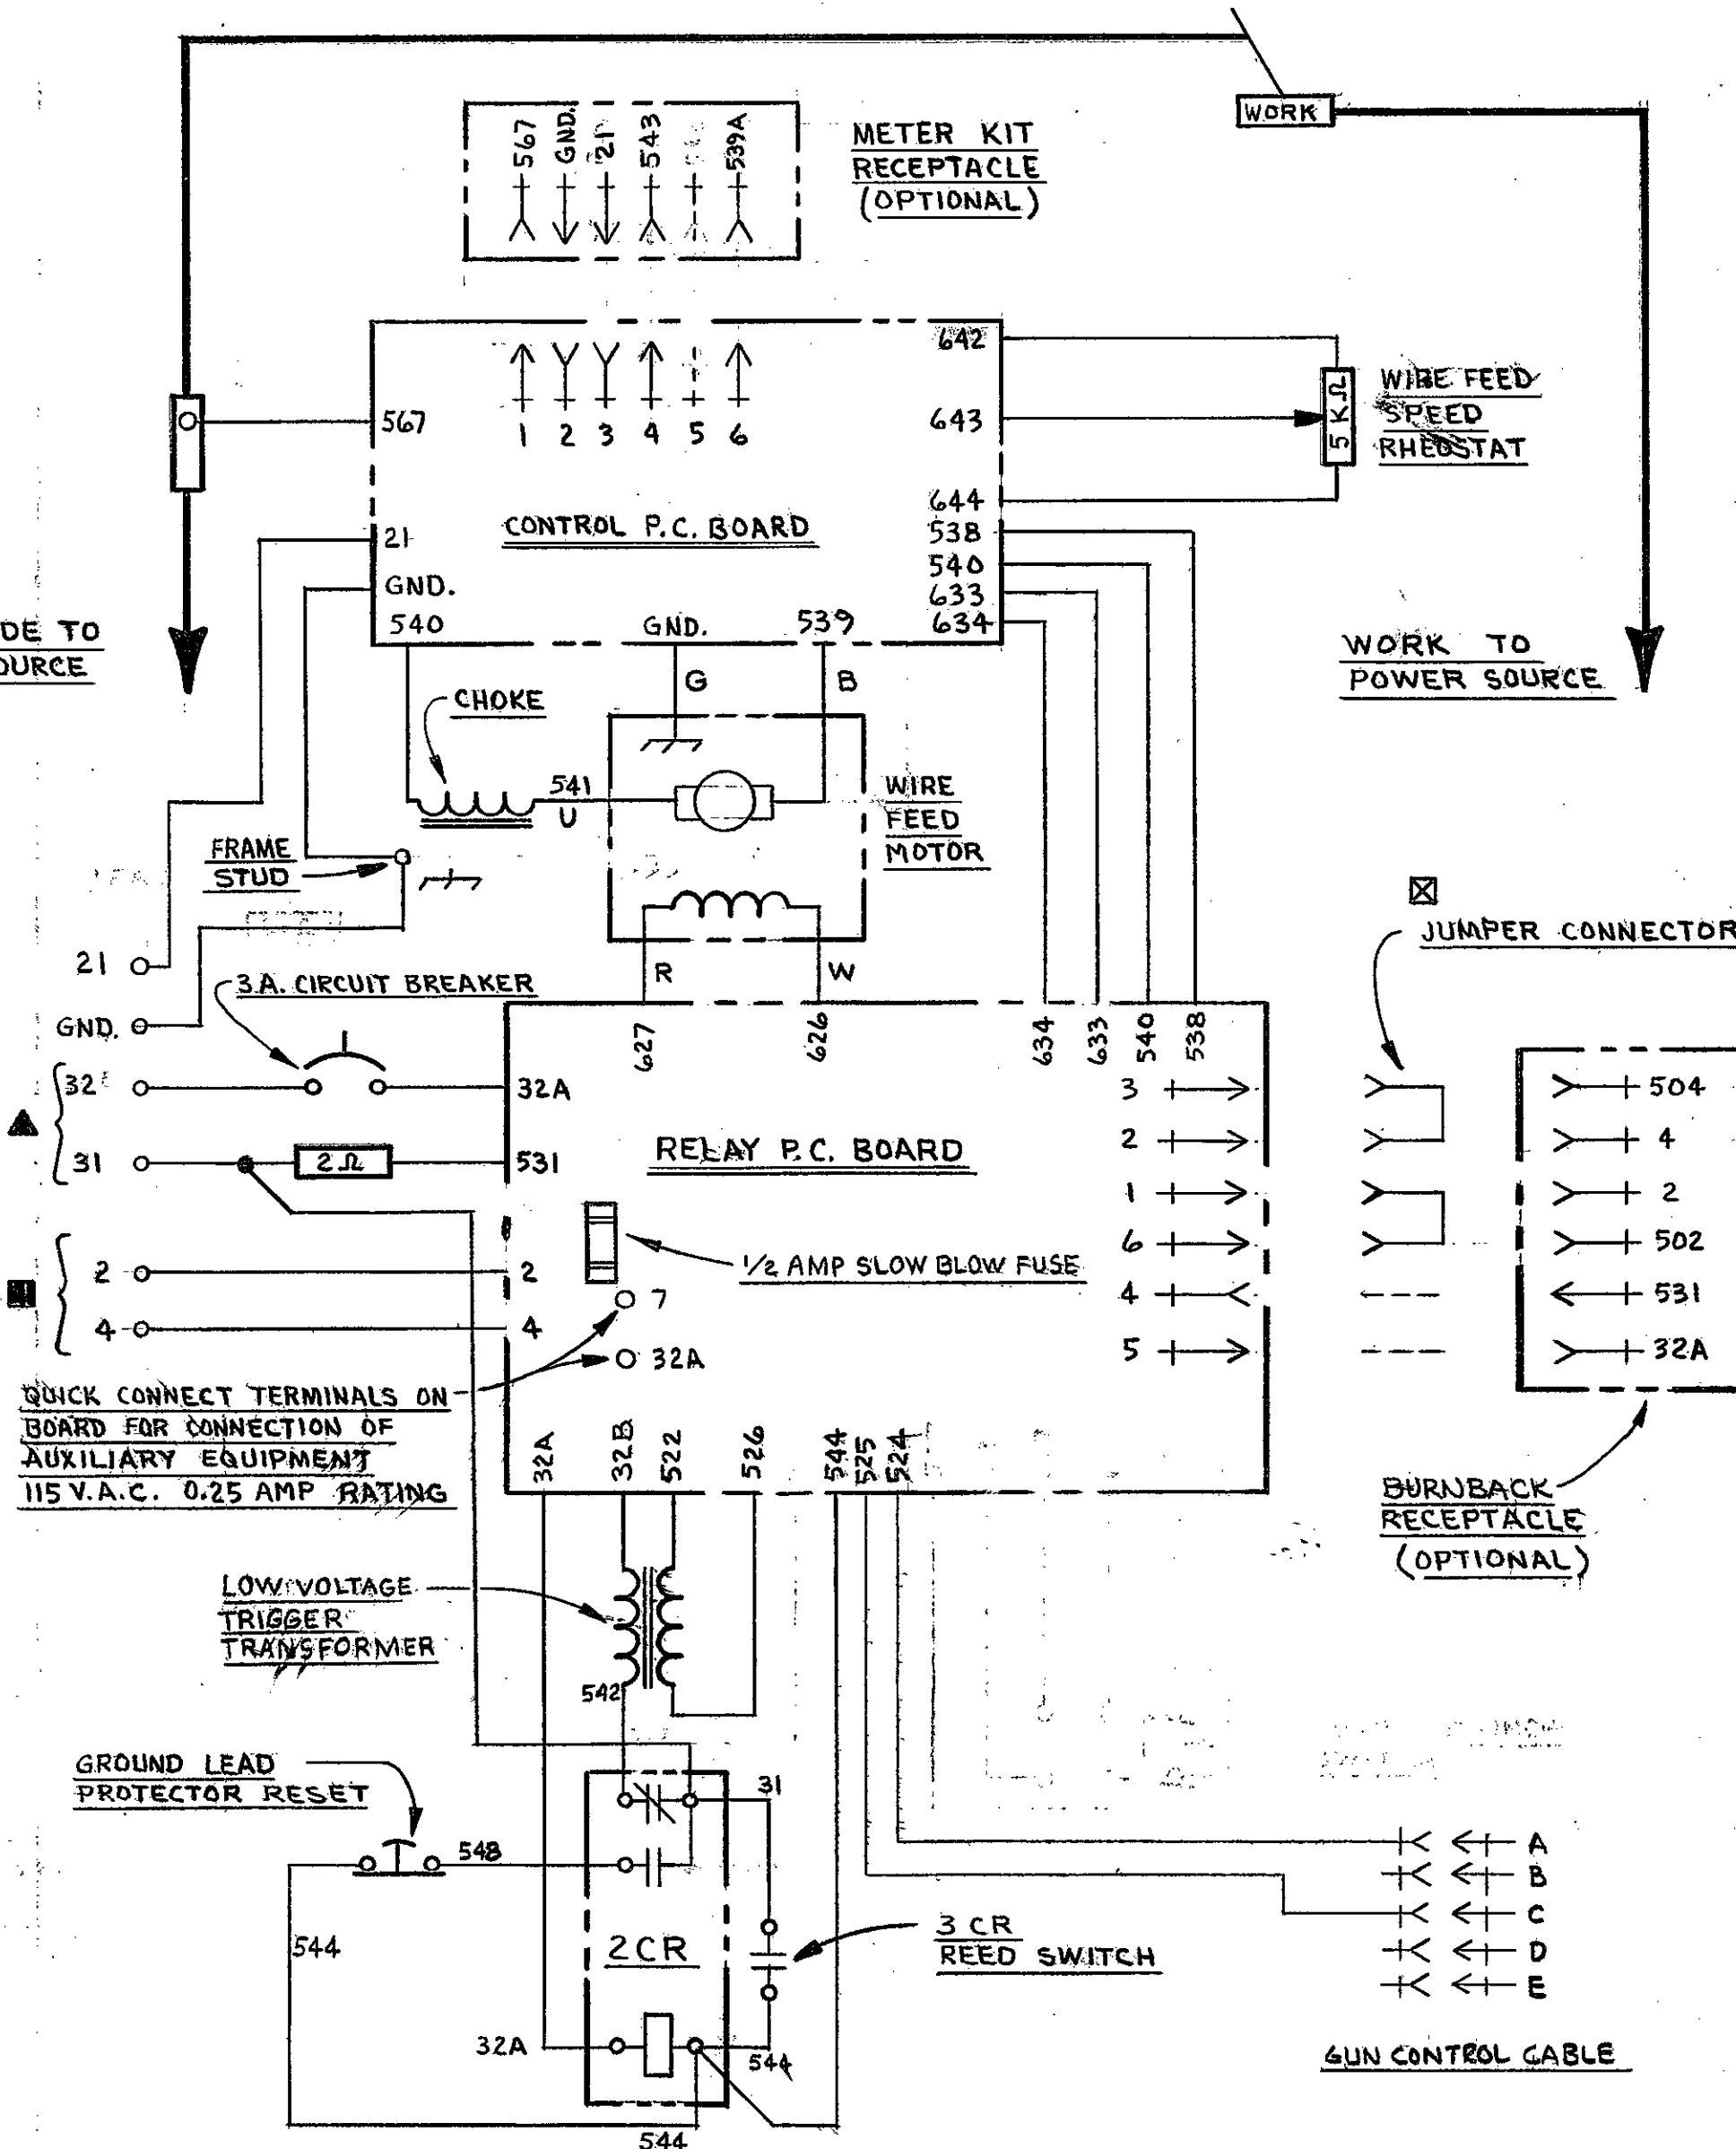 WORK
567
GND.
21
543
539A
METER KIT
RECEPTACLE
(OPTIONAL)
642
567
1 2 3 4 5 6
643
5 K Ω
WIRE FEED
SPEED
RHEOSTAT
644
CONTROL P.C. BOARD
538
21
540
GND.
633
540
GND.
539
634
DE TO
OURCE
WORK TO
POWER SOURCE
G
B
CHOKE
541
U
WIRE
FEED
MOTOR
FRAME
STUD
JUMPER CONNECTOR
21
R
W
3 A. CIRCUIT BREAKER
GND.
627
626
634
633
540
538
32
32A
3
504
RELAY P.C. BOARD
2
4
31
2 Ω
531
1
2
6
502
1/2 AMP SLOW BLOW FUSE
2
2
7
4
531
4
4
32A
5
32A
QUICK CONNECT TERMINALS ON
BOARD FOR CONNECTION OF
AUXILIARY EQUIPMENT
115 V.A.C. 0.25 AMP RATING
32A
32B
522
526
544
525
524
BURNBACK
RECEPTACLE
(OPTIONAL)
LOW VOLTAGE
TRIGGER
TRANSFORMER
542
GROUND LEAD
PROTECTOR RESET
31
548
A
B
C
D
E
544
2 CR
3 CR
REED SWITCH
32A
544
GUN CONTROL CABLE
544